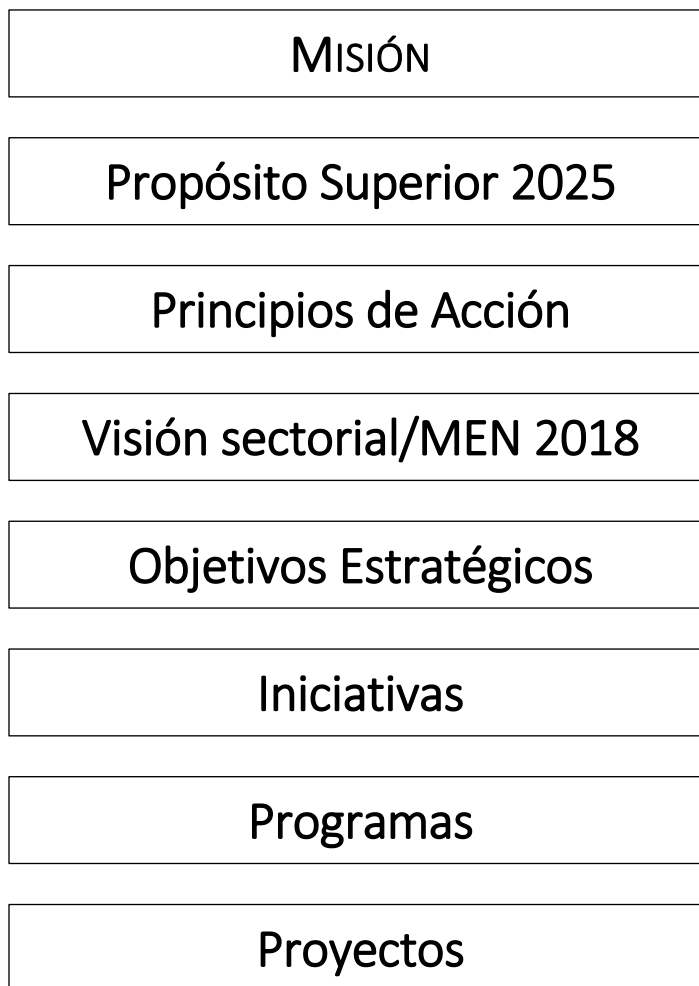 MISIÓN
Propósito Superior 2025
Principios de Acción
Visión sectorial/MEN 2018
Objetivos Estratégicos
Iniciativas
Programas
Proyectos